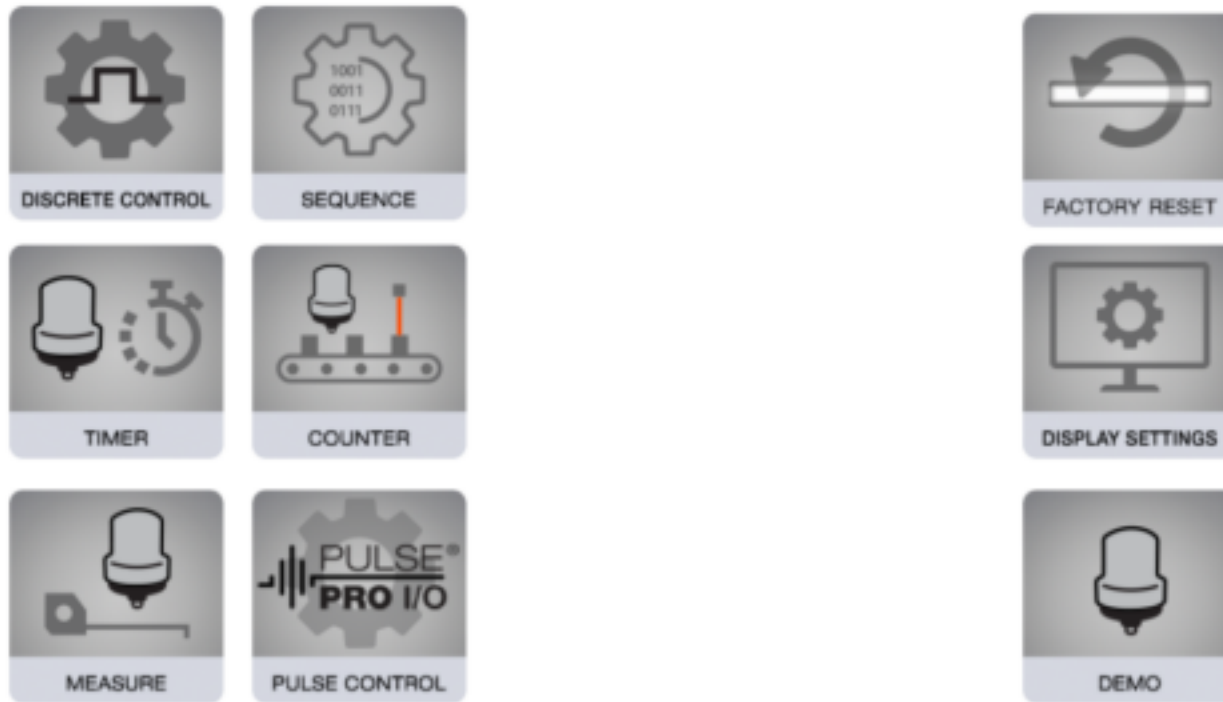 1001
0011
0111
DISCRETE CONTROL
SEQUENCE
FACTORY RESET
TIMER
COUNTER
DISPLAY SETTINGS
PULSE®
PRO I/O
MEASURE
PULSE CONTROL
DEMO